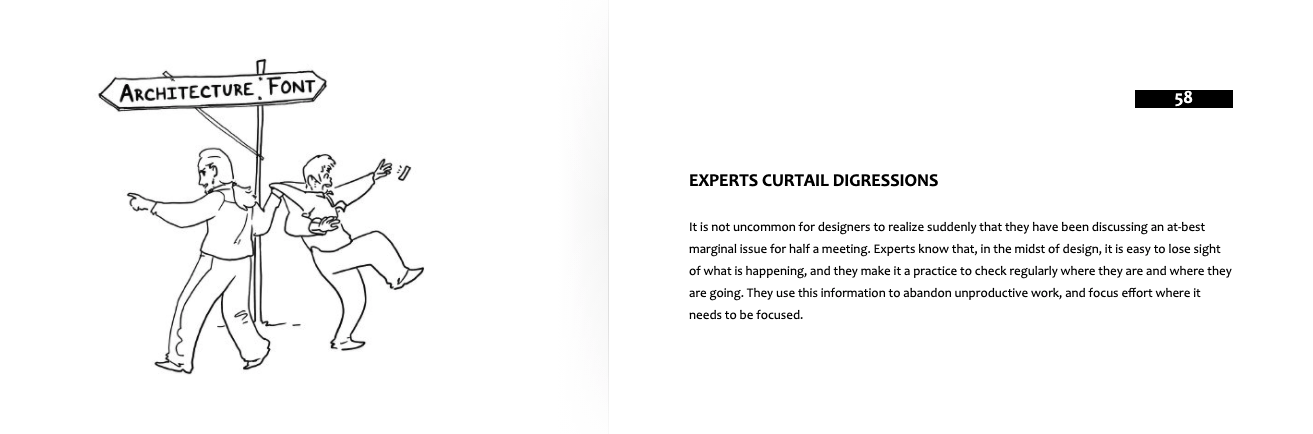 ARCHITECTURE FONT
58
EXPERTS CURTAIL DIGRESSIONS
It is not uncommon for designers to realize suddenly that they have been discussing an at-best
marginal issue for half a meeting. Experts know that, in the midst of design, it is easy to lose sight
of what is happening, and they make it a practice to check regularly where they are and where they
are going. They use this information to abandon unproductive work, and focus effort where it
needs to be focused.